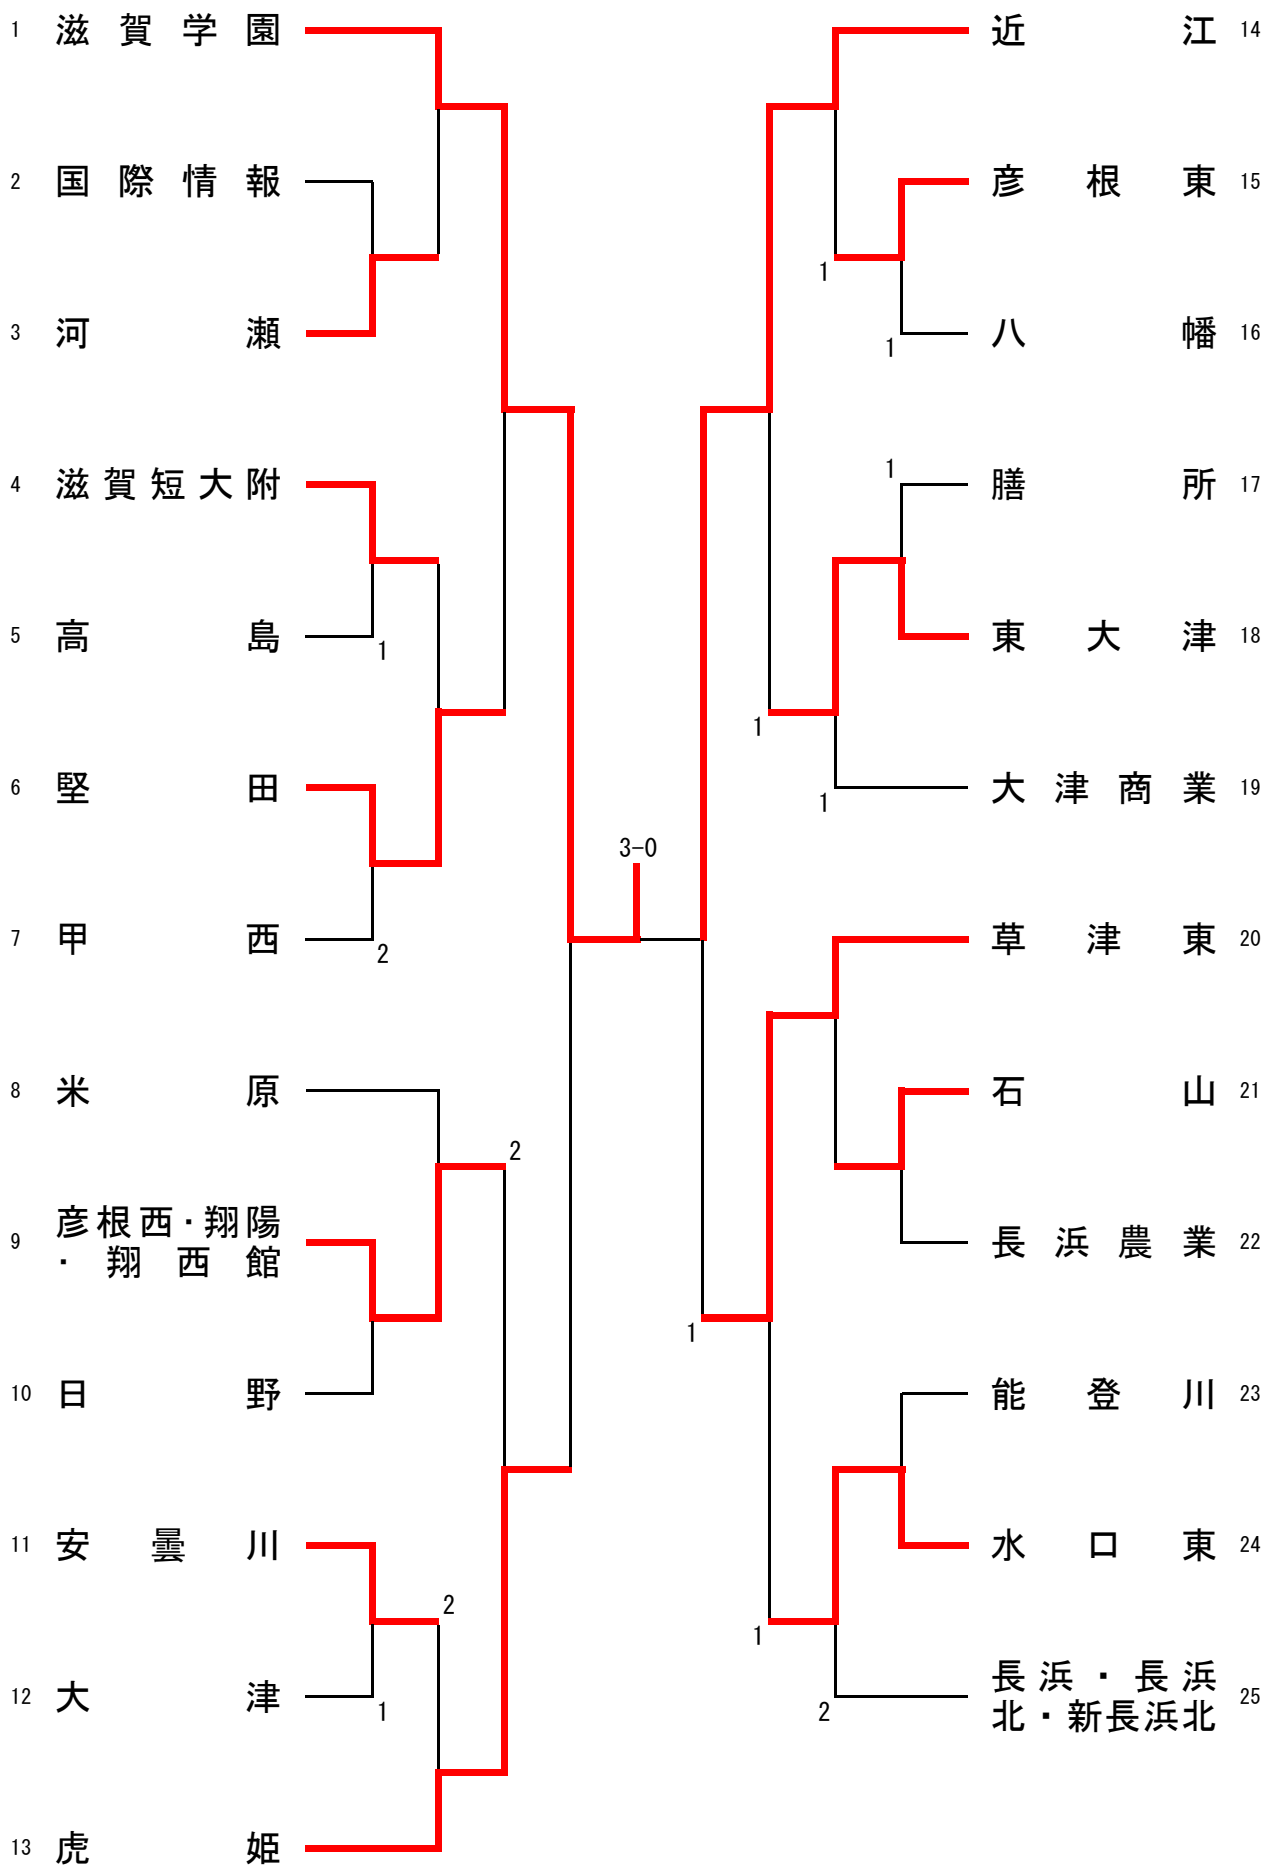 1 滋賀学園
2 国際情報
3 河瀬
4 滋賀短大附
5 高島
1
6 堅田
7 甲西
2
8 米原
2
9 彦根西・翔陽
・翔西館
10 日野
11 安曇川
2
12 大津
1
13 虎姫
3-0
近江 14
彦根東 15
1
八幡 16
1
1
膳所 17
東大津 18
1
大津商業 19
1
草津東 20
石山 21
長浜農業 22
1
能登川 23
水口東 24
1
長浜・長浜
北・新長浜北 25
2